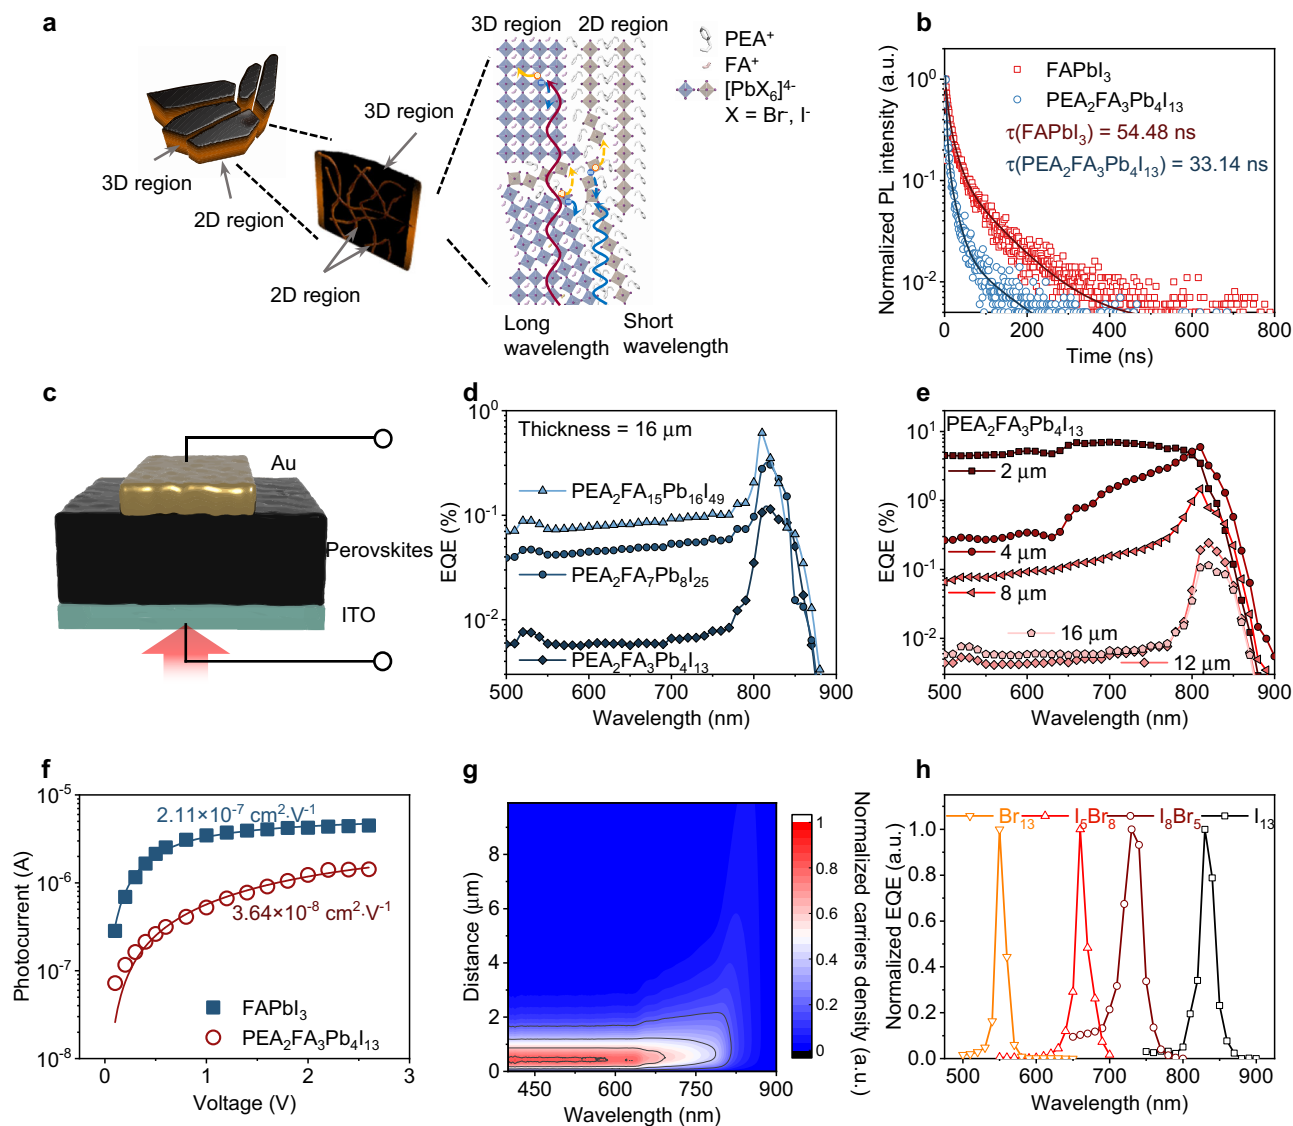 a
3D region
2D region
3D region
2D region
3D region 2D region
PEA⁺
FA⁺
[PbX₆]⁴⁻
X = Br⁻, I⁻
Long wavelength
Short wavelength
b
Normalized PL intensity (a.u.)
10⁰
10⁻¹
10⁻²
FAPbI₃
PEA₂FA₃Pb₄I₁₃
τ(FAPbI₃) = 54.48 ns
τ(PEA₂FA₃Pb₄I₁₃) = 33.14 ns
0 200 400 600 800
Time (ns)
c
Au
Perovskites
ITO
d
EQE (%)
10⁰
10⁻¹
10⁻²
Thickness = 16 μm
PEA₂FA₁₅Pb₁₆I₄₉
PEA₂FA₇Pb₈I₂₅
PEA₂FA₃Pb₄I₁₃
500 600 700 800 900
Wavelength (nm)
e
EQE (%)
10¹
10⁰
10⁻¹
10⁻²
PEA₂FA₃Pb₄I₁₃
2 μm
4 μm
8 μm
16 μm
12 μm
500 600 700 800 900
Wavelength (nm)
f
Photocurrent (A)
10⁻⁵
10⁻⁶
10⁻⁷
10⁻⁸
2.11×10⁻⁷ cm²·V⁻¹
3.64×10⁻⁸ cm²·V⁻¹
FAPbI₃
PEA₂FA₃Pb₄I₁₃
0 1 2 3
Voltage (V)
g
Distance (μm)
8
6
4
2
0
450 600 750 900
Wavelength (nm)
1
0.8
0.6
0.4
0.2
0
Normalized carriers density (a.u.)
h
Normalized EQE (a.u.)
1.0
0.8
0.6
0.4
0.2
0.0
Br₁₃ I₅Br₈ I₈Br₅ I₁₃
500 600 700 800 900
Wavelength (nm)